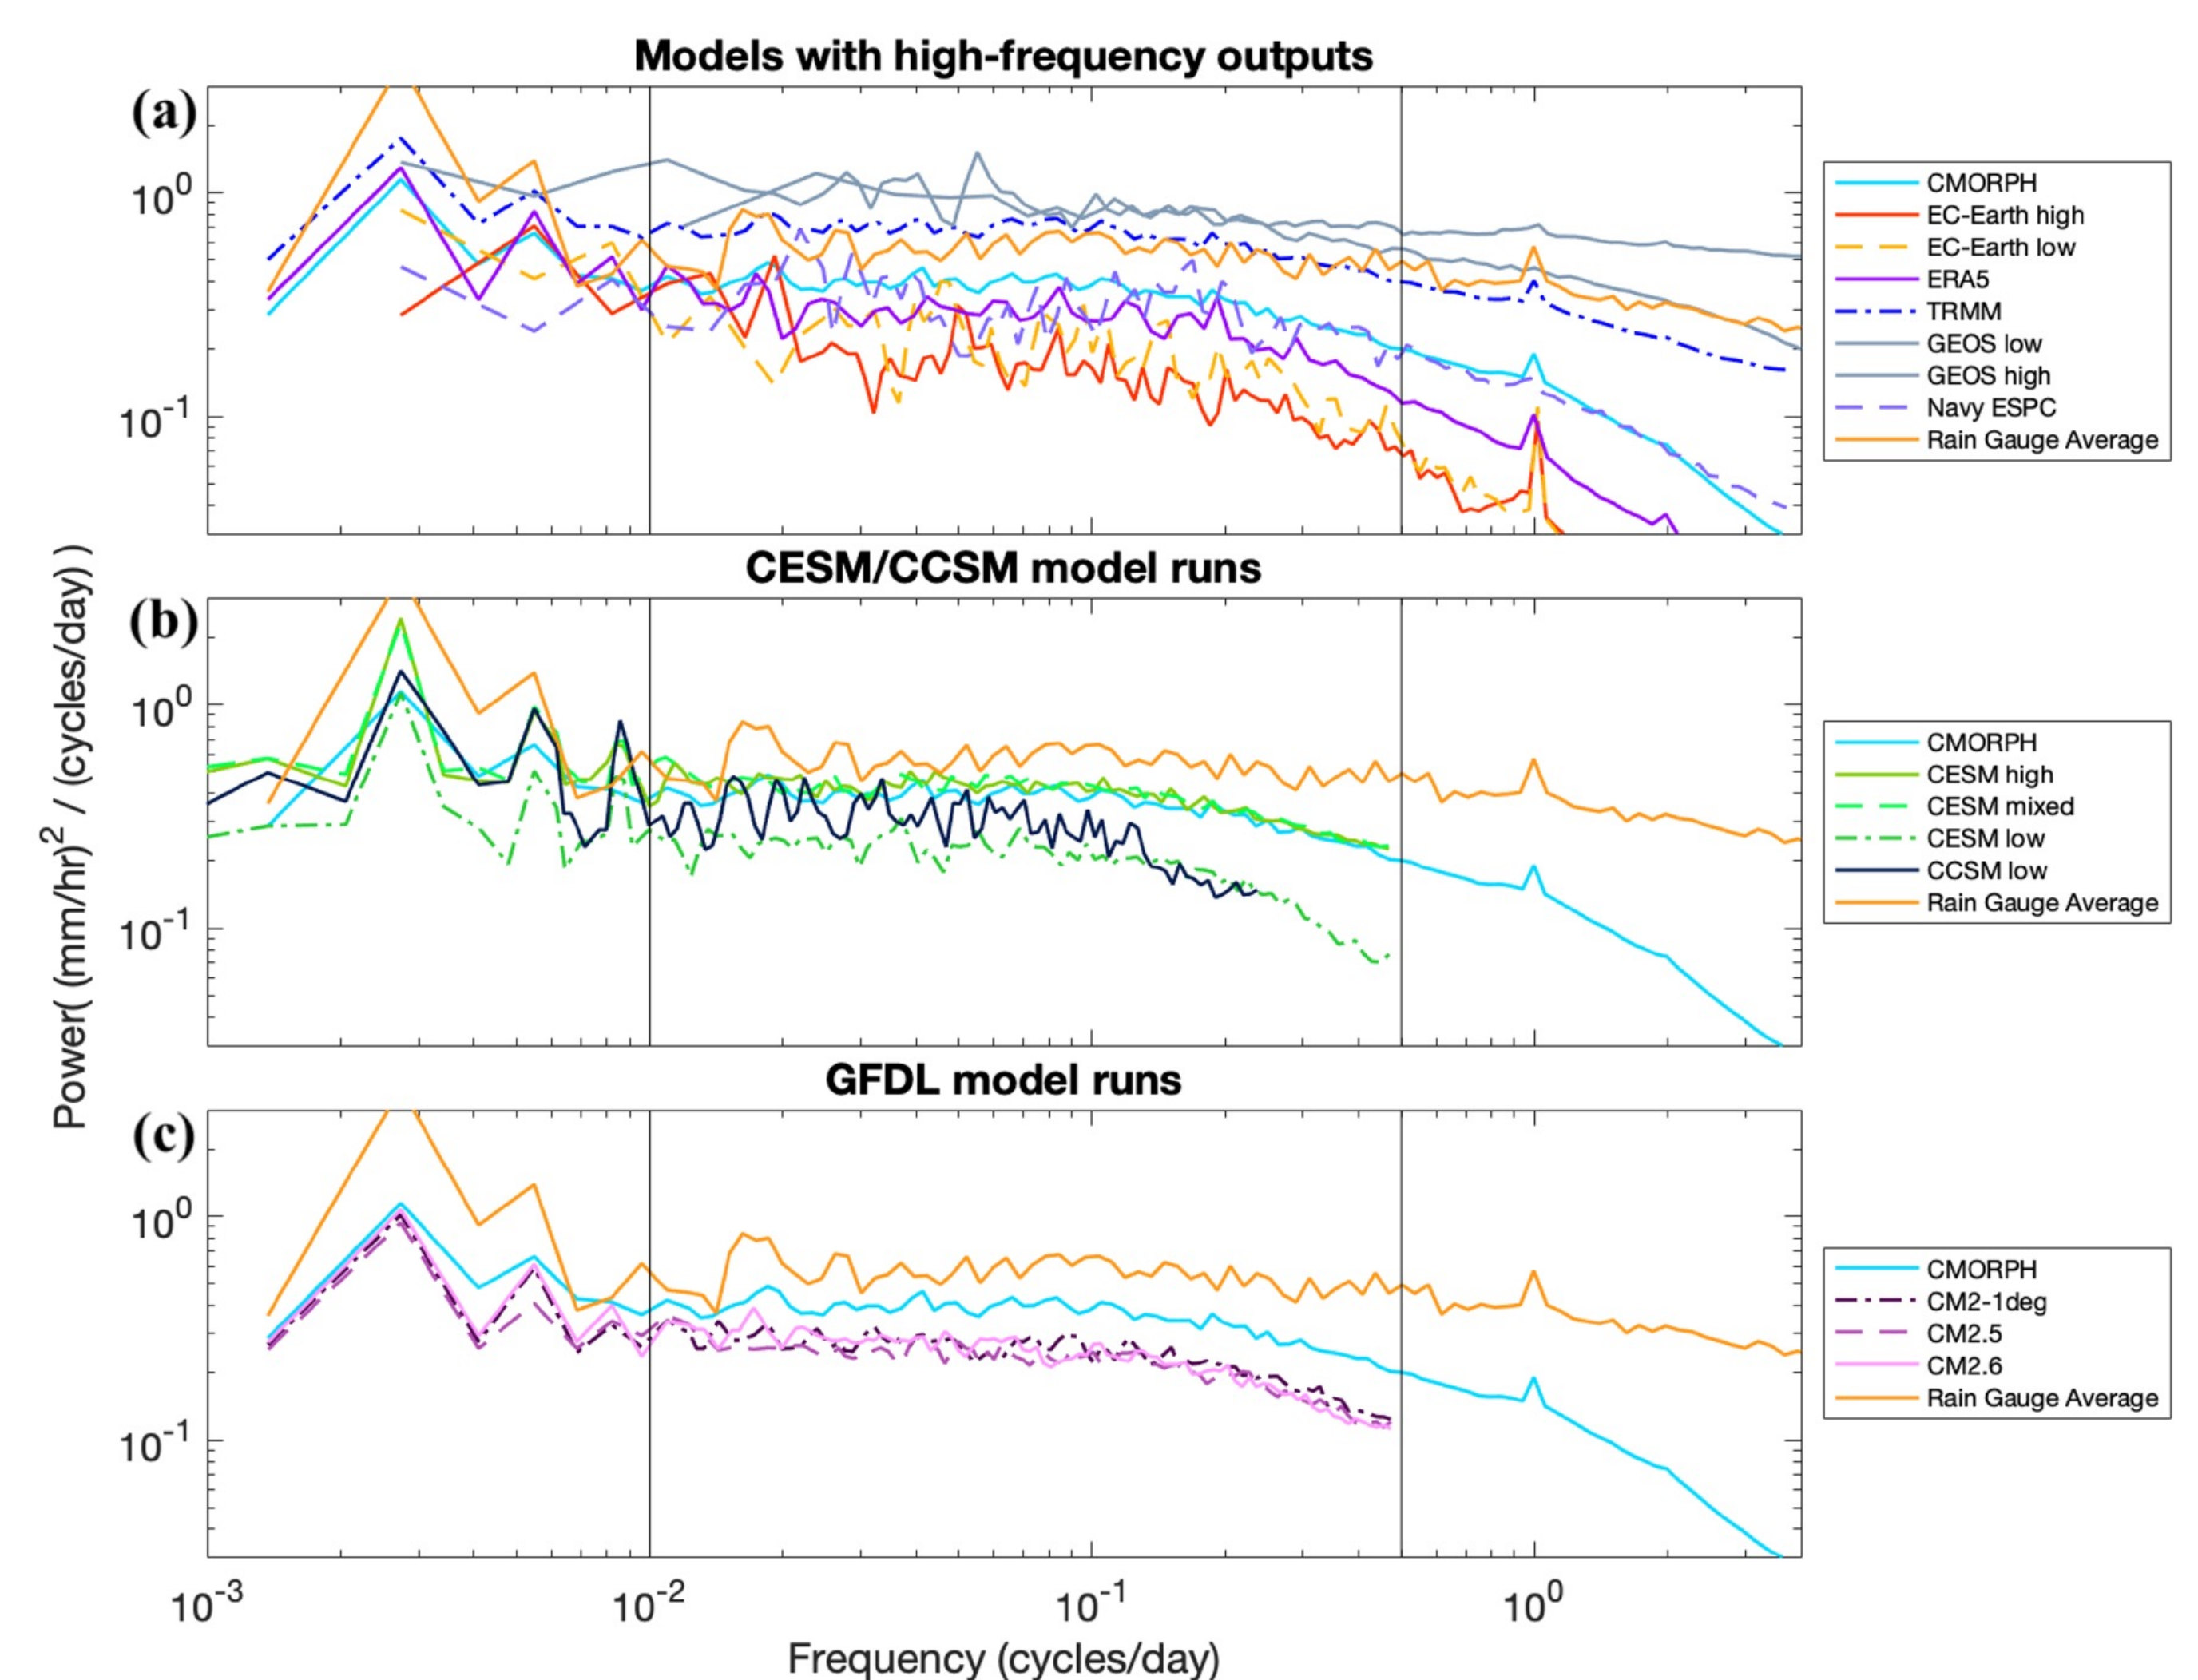 Models with high-frequency outputs
(a)
10^0
10^-1
CMORPH
EC-Earth high
EC-Earth low
ERA5
TRMM
GEOS low
GEOS high
Navy ESPC
Rain Gauge Average
CESM/CCSM model runs
(b)
10^0
10^-1
CMORPH
CESM high
CESM mixed
CESM low
CCSM low
Rain Gauge Average
Power( (mm/hr)^2 / (cycles/day) )
GFDL model runs
(c)
10^0
10^-1
CMORPH
CM2-1deg
CM2.5
CM2.6
Rain Gauge Average
10^-3 10^-2 10^-1 10^0
Frequency (cycles/day)